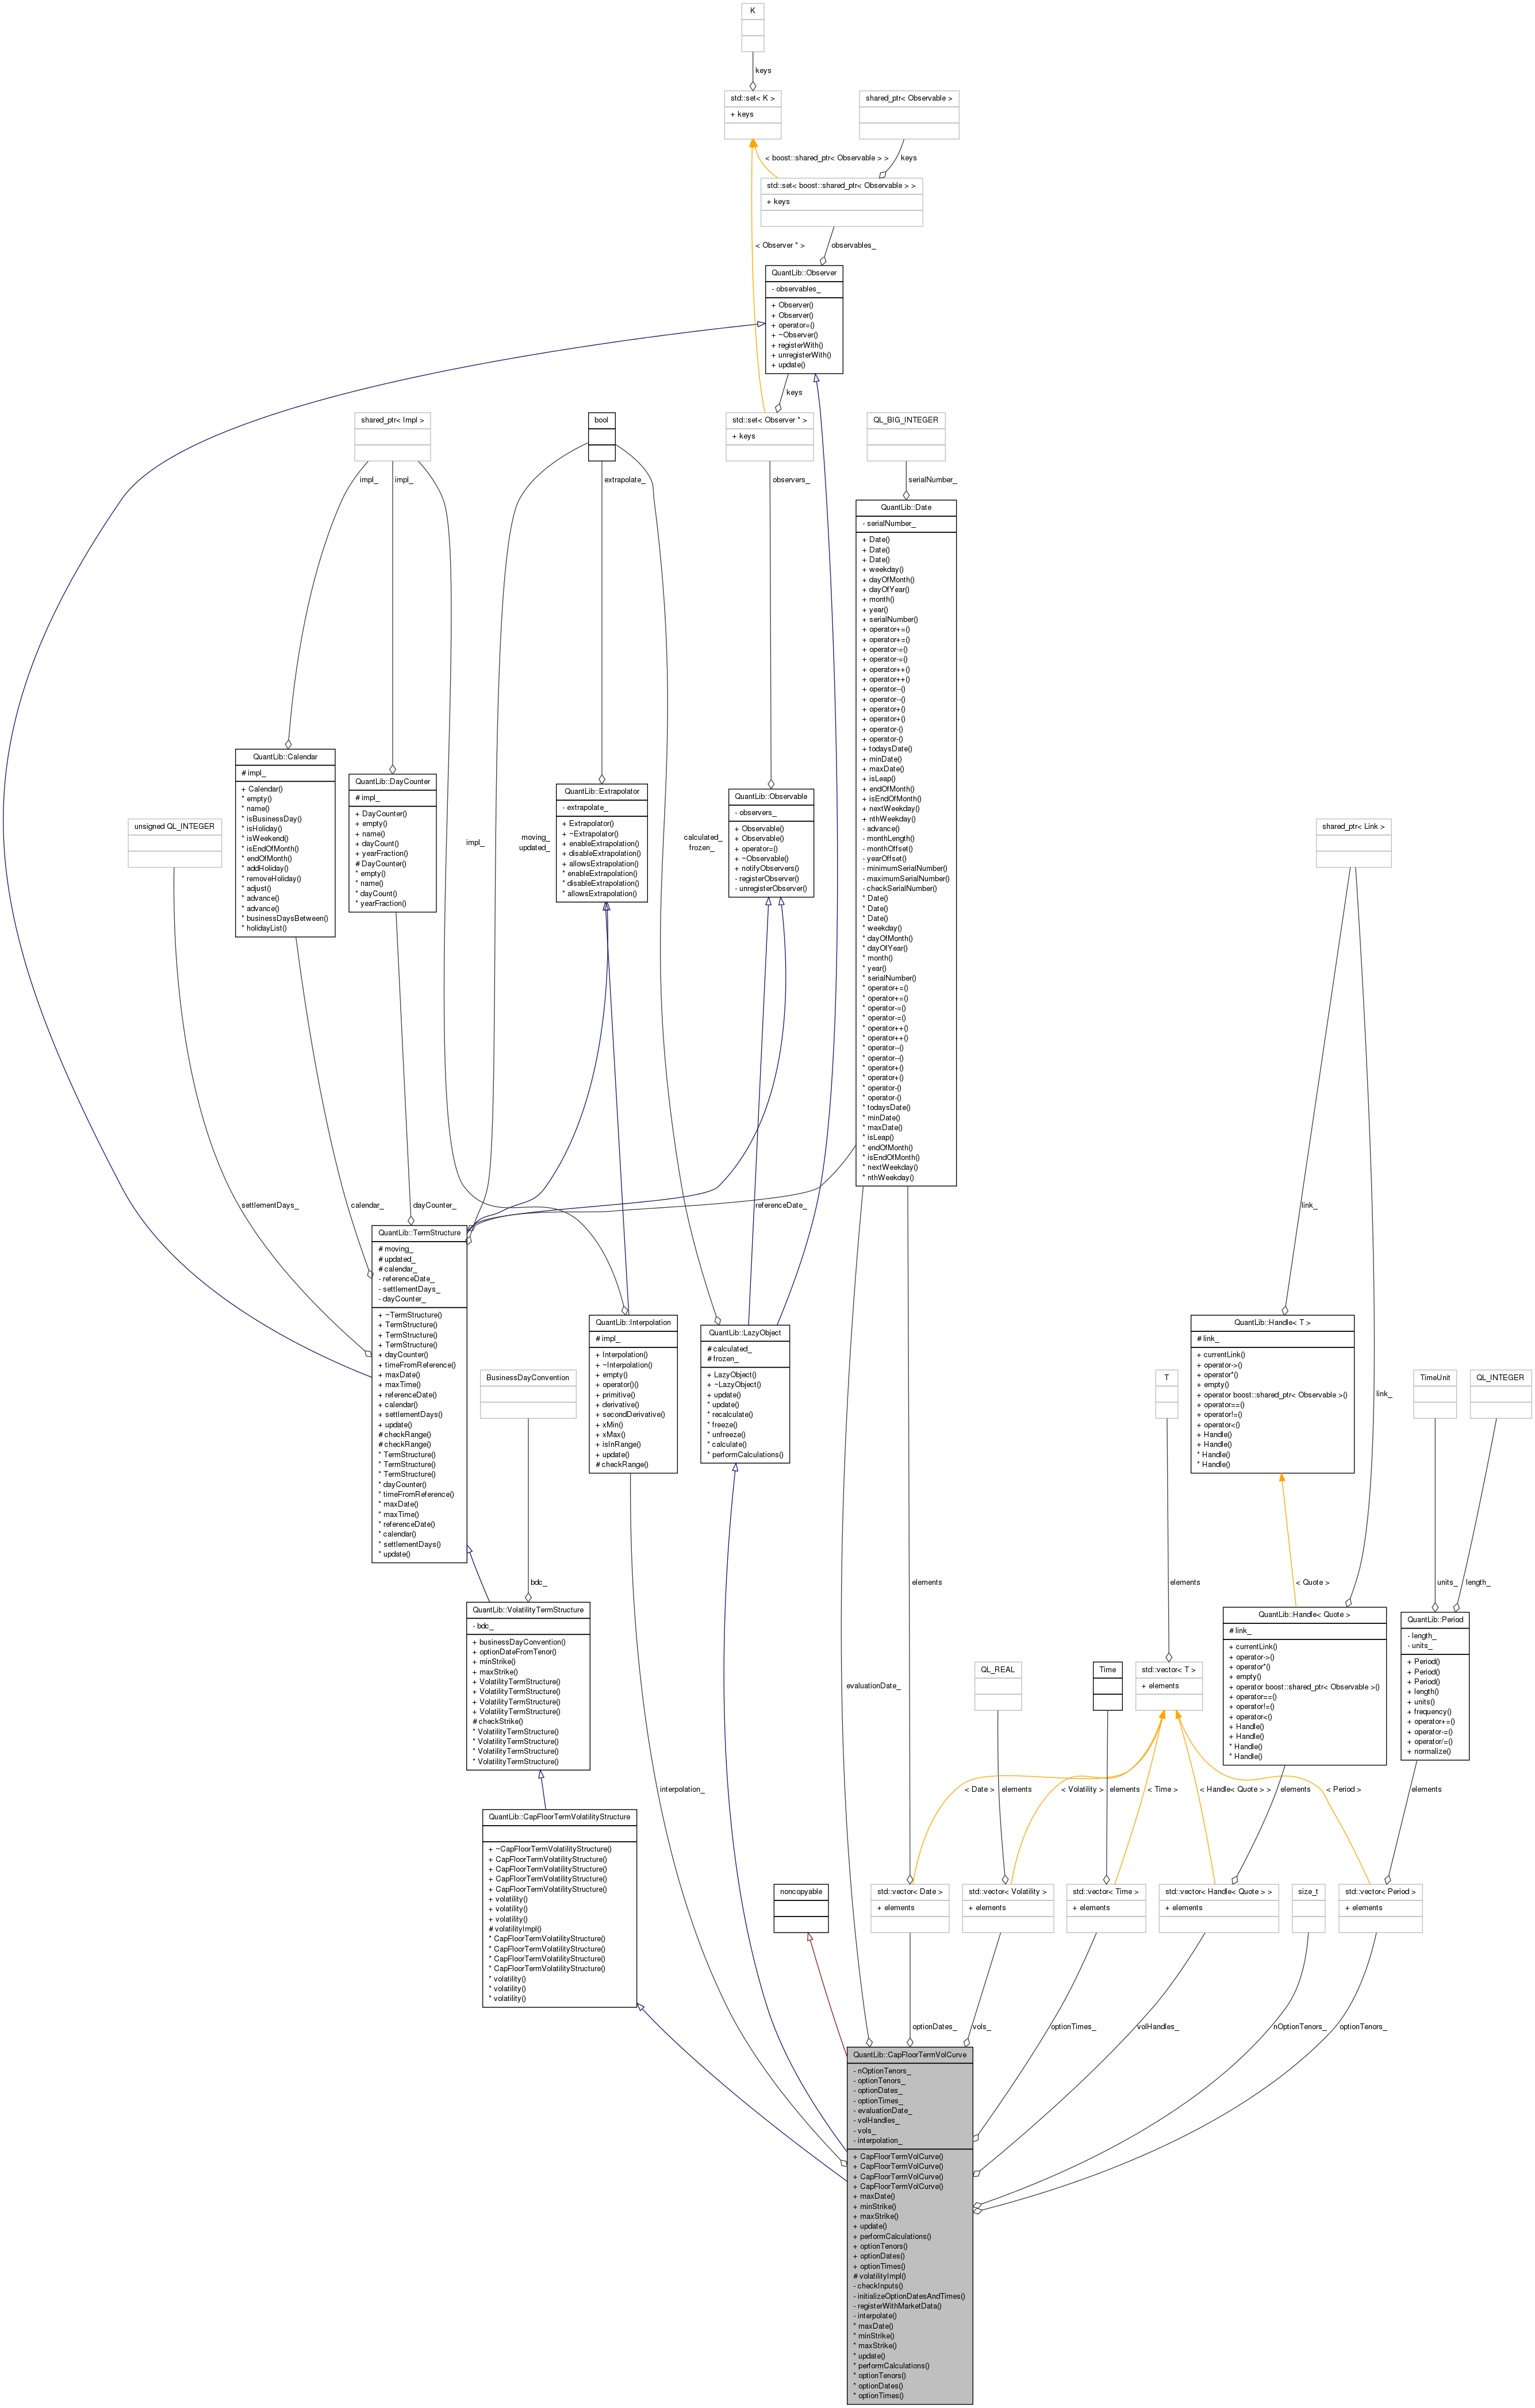 K
keys
std::set< K >
+ keys
shared_ptr< Observable >
< boost::shared_ptr< Observable > >
keys
std::set< boost::shared_ptr< Observable > >
+ keys
< Observer * >
observables_
QuantLib::Observer
- observables_
+ Observer()
+ Observer()
+ operator=()
+ ~Observer()
+ registerWith()
+ unregisterWith()
+ update()
keys
shared_ptr< Impl >
bool
std::set< Observer * >
+ keys
QL_BIG_INTEGER
impl_
impl_
extrapolate_
observers_
serialNumber_
QuantLib::Date
- serialNumber_
+ Date()
+ Date()
+ Date()
+ weekday()
+ dayOfMonth()
+ dayOfYear()
+ month()
+ year()
+ serialNumber()
+ operator+=()
+ operator+=()
+ operator-=()
+ operator-=()
+ operator++()
+ operator++()
+ operator--()
+ operator--()
+ operator+()
+ operator+()
+ operator-()
+ operator-()
+ todaysDate()
+ minDate()
+ maxDate()
+ isLeap()
+ endOfMonth()
+ isEndOfMonth()
+ nextWeekday()
+ nthWeekday()
- advance()
- monthLength()
- monthOffset()
- yearOffset()
- minimumSerialNumber()
- maximumSerialNumber()
- checkSerialNumber()
* Date()
* Date()
* Date()
* weekday()
* dayOfMonth()
* dayOfYear()
* month()
* year()
* serialNumber()
* operator+=()
* operator+=()
* operator-=()
* operator-=()
* operator++()
* operator++()
* operator--()
* operator--()
* operator+()
* operator+()
* operator-()
* operator-()
* todaysDate()
* minDate()
* maxDate()
* isLeap()
* endOfMonth()
* isEndOfMonth()
* nextWeekday()
* nthWeekday()
QuantLib::Calendar
# impl_
+ Calendar()
* empty()
* name()
* isBusinessDay()
* isHoliday()
* isWeekend()
* isEndOfMonth()
* endOfMonth()
* addHoliday()
* removeHoliday()
* adjust()
* advance()
* advance()
* businessDaysBetween()
* holidayList()
QuantLib::DayCounter
# impl_
+ DayCounter()
+ empty()
+ name()
+ dayCount()
+ yearFraction()
# DayCounter()
* empty()
* name()
* dayCount()
* yearFraction()
QuantLib::Extrapolator
- extrapolate_
+ Extrapolator()
+ ~Extrapolator()
+ enableExtrapolation()
+ disableExtrapolation()
+ allowsExtrapolation()
* enableExtrapolation()
* disableExtrapolation()
* allowsExtrapolation()
QuantLib::Observable
- observers_
+ Observable()
+ Observable()
+ operator=()
+ ~Observable()
+ notifyObservers()
- registerObserver()
- unregisterObserver()
unsigned QL_INTEGER
shared_ptr< Link >
impl_
moving_
updated_
calculated_
frozen_
settlementDays_
calendar_
dayCounter_
referenceDate_
link_
QuantLib::TermStructure
# moving_
# updated_
# calendar_
- referenceDate_
- settlementDays_
- dayCounter_
+ ~TermStructure()
+ TermStructure()
+ TermStructure()
+ TermStructure()
+ dayCounter()
+ timeFromReference()
+ maxDate()
+ maxTime()
+ referenceDate()
+ calendar()
+ settlementDays()
+ update()
# checkRange()
# checkRange()
* TermStructure()
* TermStructure()
* TermStructure()
* dayCounter()
* timeFromReference()
* maxDate()
* maxTime()
* referenceDate()
* calendar()
* settlementDays()
* update()
BusinessDayConvention
QuantLib::Interpolation
# impl_
+ Interpolation()
+ ~Interpolation()
+ empty()
+ operator()()
+ primitive()
+ derivative()
+ secondDerivative()
+ xMin()
+ xMax()
+ isInRange()
+ update()
# checkRange()
QuantLib::LazyObject
# calculated_
# frozen_
+ LazyObject()
+ ~LazyObject()
+ update()
* update()
* recalculate()
* freeze()
* unfreeze()
* calculate()
* performCalculations()
T
QuantLib::Handle< T >
# link_
+ currentLink()
+ operator->()
+ operator*()
+ empty()
+ operator boost::shared_ptr< Observable >()
+ operator==()
+ operator!=()
+ operator<()
+ Handle()
+ Handle()
* Handle()
* Handle()
link_
TimeUnit
QL_INTEGER
bdc_
elements
elements
< Quote >
units_
length_
QuantLib::VolatilityTermStructure
- bdc_
+ businessDayConvention()
+ optionDateFromTenor()
+ minStrike()
+ maxStrike()
+ VolatilityTermStructure()
+ VolatilityTermStructure()
+ VolatilityTermStructure()
+ VolatilityTermStructure()
# checkStrike()
* VolatilityTermStructure()
* VolatilityTermStructure()
* VolatilityTermStructure()
* VolatilityTermStructure()
evaluationDate_
QL_REAL
Time
std::vector< T >
+ elements
QuantLib::Handle< Quote >
# link_
+ currentLink()
+ operator->()
+ operator*()
+ empty()
+ operator boost::shared_ptr< Observable >()
+ operator==()
+ operator!=()
+ operator<()
+ Handle()
+ Handle()
* Handle()
* Handle()
QuantLib::Period
- length_
- units_
+ Period()
+ Period()
+ Period()
+ length()
+ units()
+ frequency()
+ operator+=()
+ operator-=()
+ operator/=()
+ normalize()
interpolation_
< Date >
elements
< Volatility >
elements
< Time >
< Handle< Quote > >
elements
< Period >
elements
QuantLib::CapFloorTermVolatilityStructure
+ ~CapFloorTermVolatilityStructure()
+ CapFloorTermVolatilityStructure()
+ CapFloorTermVolatilityStructure()
+ CapFloorTermVolatilityStructure()
+ CapFloorTermVolatilityStructure()
+ volatility()
+ volatility()
+ volatility()
# volatilityImpl()
* CapFloorTermVolatilityStructure()
* CapFloorTermVolatilityStructure()
* CapFloorTermVolatilityStructure()
* CapFloorTermVolatilityStructure()
* volatility()
* volatility()
* volatility()
noncopyable
std::vector< Date >
+ elements
std::vector< Volatility >
+ elements
std::vector< Time >
+ elements
std::vector< Handle< Quote > >
+ elements
size_t
std::vector< Period >
+ elements
optionDates_
vols_
optionTimes_
volHandles_
nOptionTenors_
optionTenors_
QuantLib::CapFloorTermVolCurve
- nOptionTenors_
- optionTenors_
- optionDates_
- optionTimes_
- evaluationDate_
- volHandles_
- vols_
- interpolation_
+ CapFloorTermVolCurve()
+ CapFloorTermVolCurve()
+ CapFloorTermVolCurve()
+ CapFloorTermVolCurve()
+ maxDate()
+ minStrike()
+ maxStrike()
+ update()
+ performCalculations()
+ optionTenors()
+ optionDates()
+ optionTimes()
# volatilityImpl()
- checkInputs()
- initializeOptionDatesAndTimes()
- registerWithMarketData()
- interpolate()
* maxDate()
* minStrike()
* maxStrike()
* update()
* performCalculations()
* optionTenors()
* optionDates()
* optionTimes()